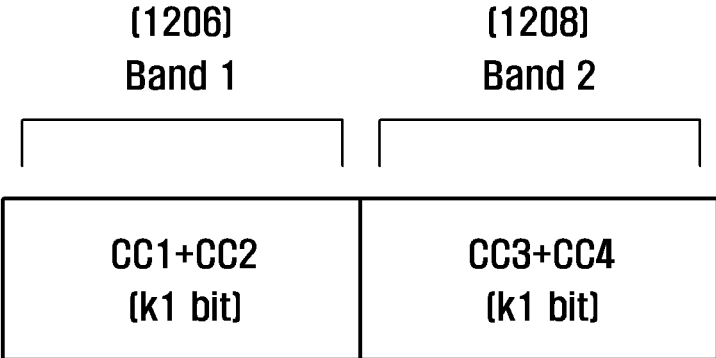 (1206)
Band 1
(1208)
Band 2
CC1+CC2
(k1 bit)
CC3+CC4
(k1 bit)